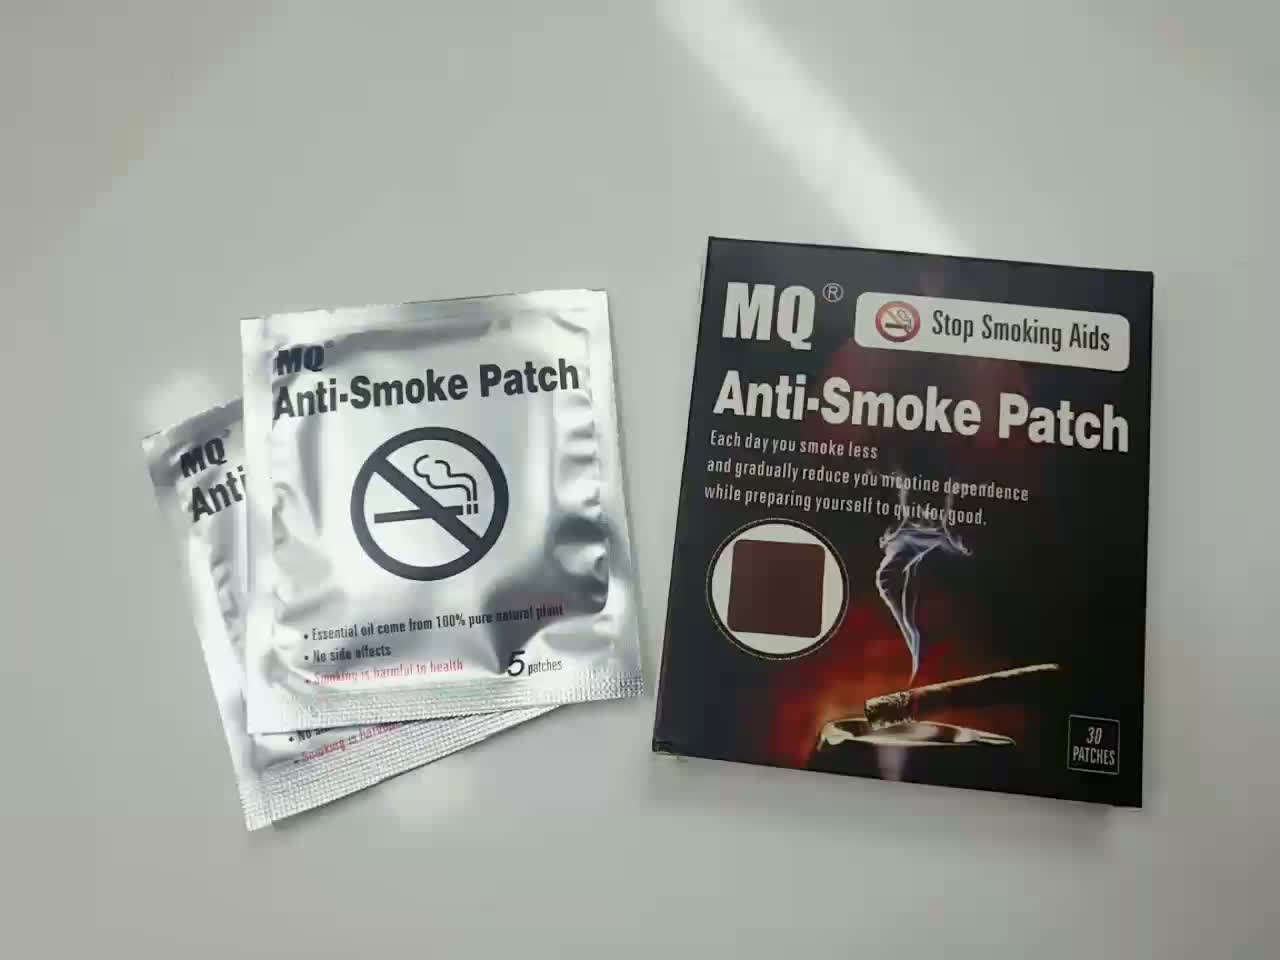 MQ®
Anti-Smoke Patch
• Essential oil come from 100% pure natural plant
• No side effects
• Smoking is harmful to health
5 patches
MQ®
Anti
• No
• Smoking is
MQ®
Stop Smoking Aids
Anti-Smoke Patch
Each day you smoke less
and gradually reduce you nicotine dependence
while preparing yourself to quit for good.
30
PATCHES